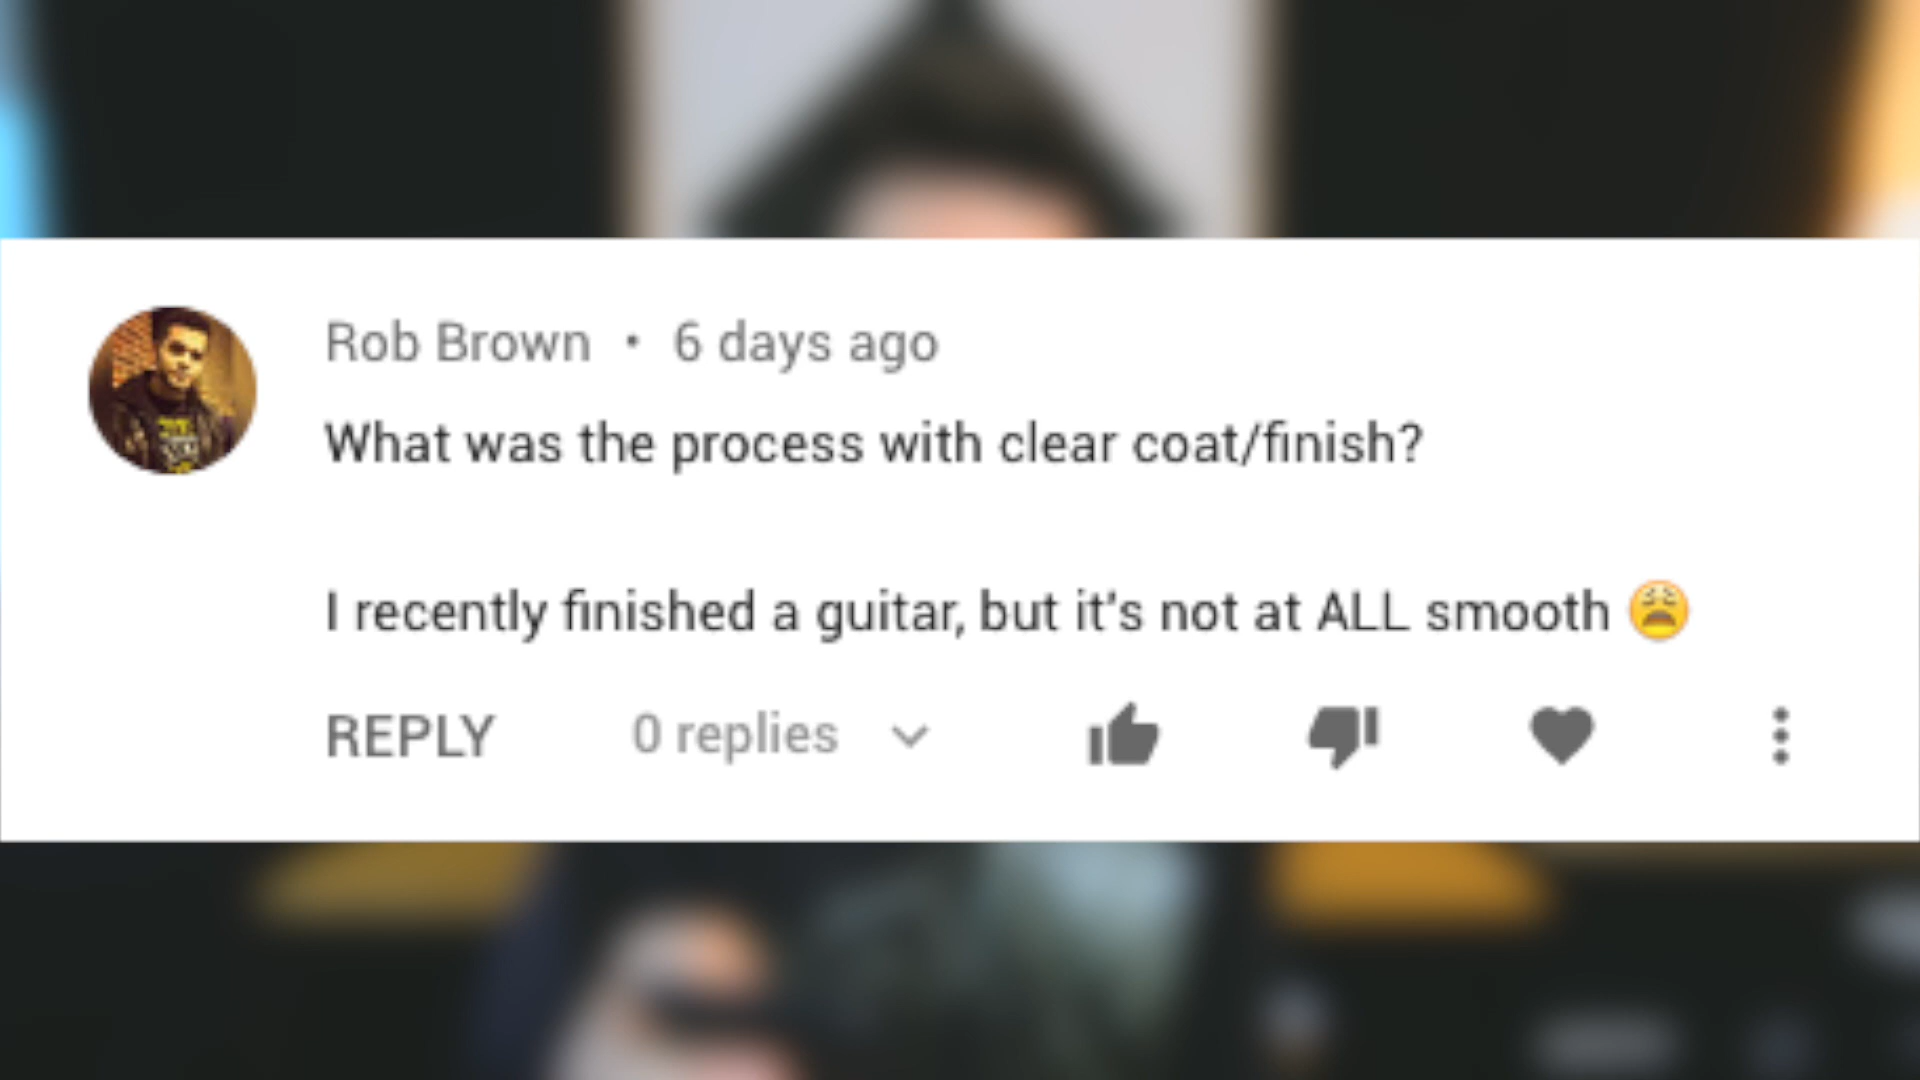 Rob Brown • 6 days ago
What was the process with clear coat/finish?
I recently finished a guitar, but it's not at ALL smooth 😩
REPLY 0 replies